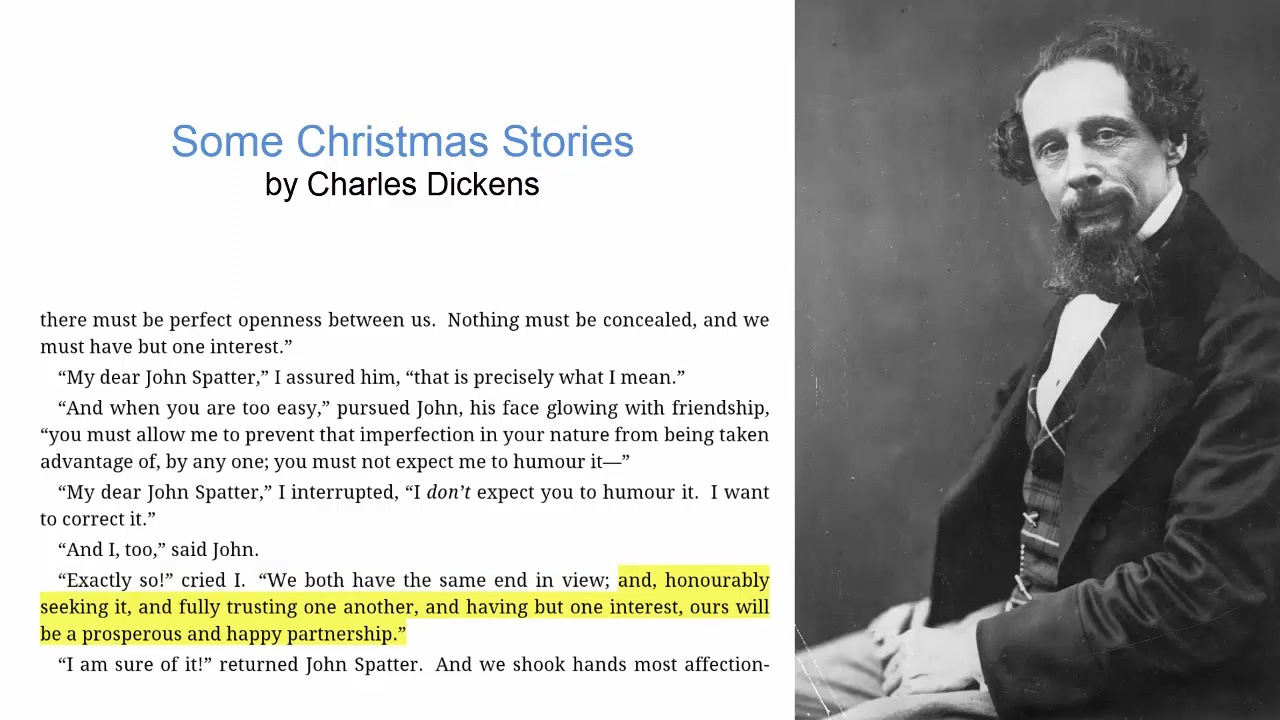 Some Christmas Stories
by Charles Dickens
there must be perfect openness between us.  Nothing must be concealed, and we
must have but one interest.”
“My dear John Spatter,” I assured him, “that is precisely what I mean.”
“And when you are too easy,” pursued John, his face glowing with friendship,
“you must allow me to prevent that imperfection in your nature from being taken
advantage of, by any one; you must not expect me to humour it—”
“My dear John Spatter,” I interrupted, “I don’t expect you to humour it.  I want
to correct it.”
“And I, too,” said John.
“Exactly so!” cried I.  “We both have the same end in view; and, honourably
seeking it, and fully trusting one another, and having but one interest, ours will
be a prosperous and happy partnership.”
“I am sure of it!” returned John Spatter.  And we shook hands most affection-